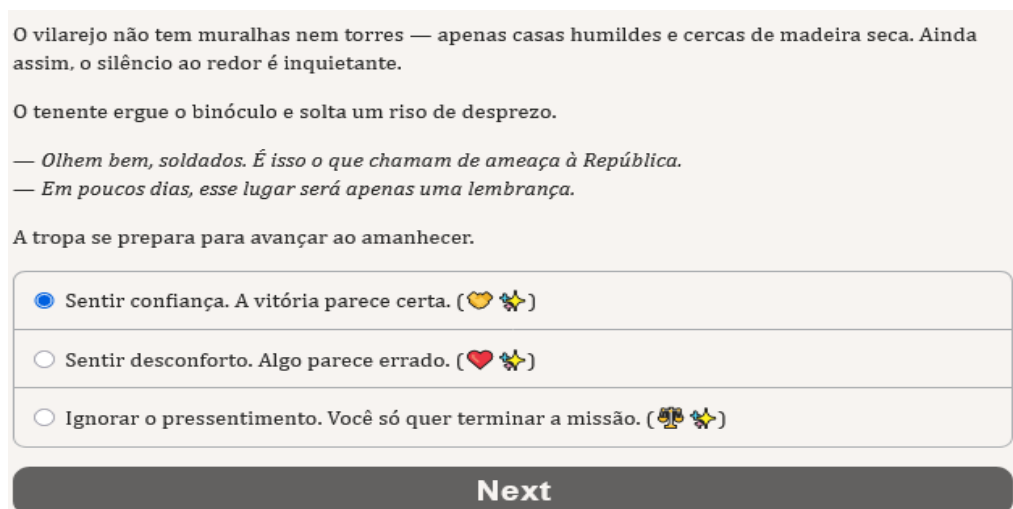 O vilarejo não tem muralhas nem torres — apenas casas humildes e cercas de madeira seca. Ainda
assim, o silêncio ao redor é inquietante.
O tenente ergue o binóculo e solta um riso de desprezo.
— Olhem bem, soldados. É isso o que chamam de ameaça à República.
— Em poucos dias, esse lugar será apenas uma lembrança.
A tropa se prepara para avançar ao amanhecer.
Sentir confiança. A vitória parece certa. (🤝 ✨)
Sentir desconforto. Algo parece errado. (❤️ ✨)
Ignorar o pressentimento. Você só quer terminar a missão. (⚖️ ✨)
Next